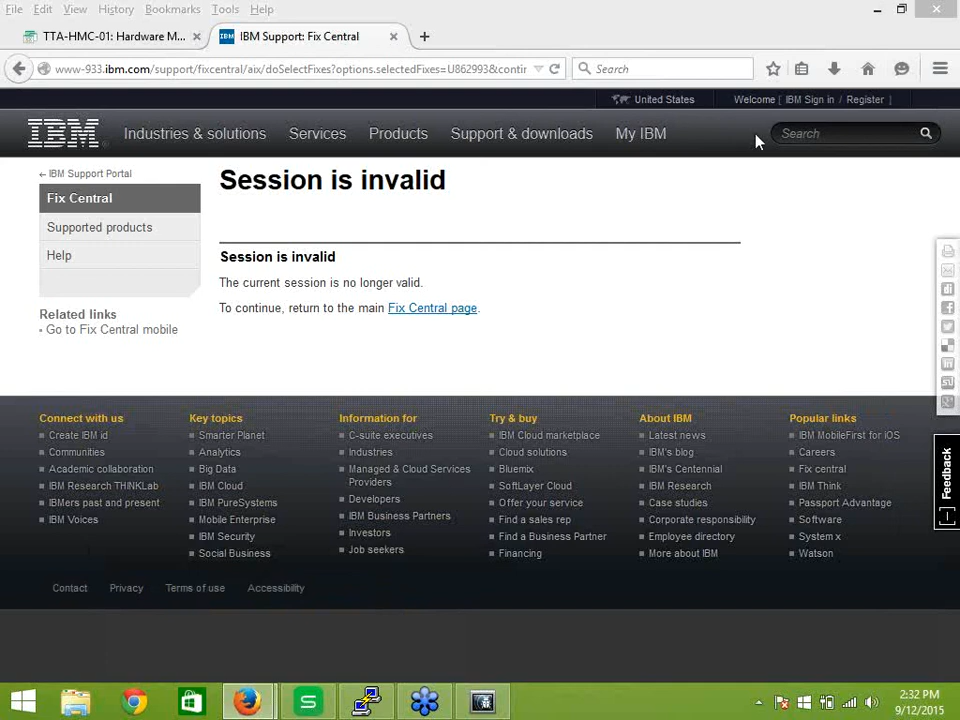 File Edit View History Bookmarks Tools Help
TTA-HMC-01: Hardware M... × IBM IBM Support: Fix Central × +
www-933.ibm.com/support/fixcentral/aix/doSelectFixes?options.selectedFixes=U862993&contin Search
United States Welcome [ IBM Sign in / Register ]
IBM Industries & solutions Services Products Support & downloads My IBM Search
Session is invalid
← IBM Support Portal
Fix Central
Supported products
Help
Related links
Go to Fix Central mobile
Session is invalid
The current session is no longer valid.
To continue, return to the main Fix Central page.
Feedback
Connect with us
Create IBM id
Communities
Academic collaboration
IBM Research THINKLab
IBMers past and present
IBM Voices
Key topics
Smarter Planet
Analytics
Big Data
IBM Cloud
IBM PureSystems
Mobile Enterprise
IBM Security
Social Business
Information for
C-suite executives
Industries
Managed & Cloud Services
Providers
Developers
IBM Business Partners
Investors
Job seekers
Try & buy
IBM Cloud marketplace
Cloud solutions
Bluemix
SoftLayer Cloud
Offer your service
Find a sales rep
Find a Business Partner
Financing
About IBM
Latest news
IBM's blog
IBM's Centennial
IBM Research
Case studies
Corporate responsibility
Employee directory
More about IBM
Popular links
IBM MobileFirst for iOS
Careers
Fix central
IBM Think
Passport Advantage
Software
System x
Watson
Contact Privacy Terms of use Accessibility
S
2:32 PM
9/12/2015